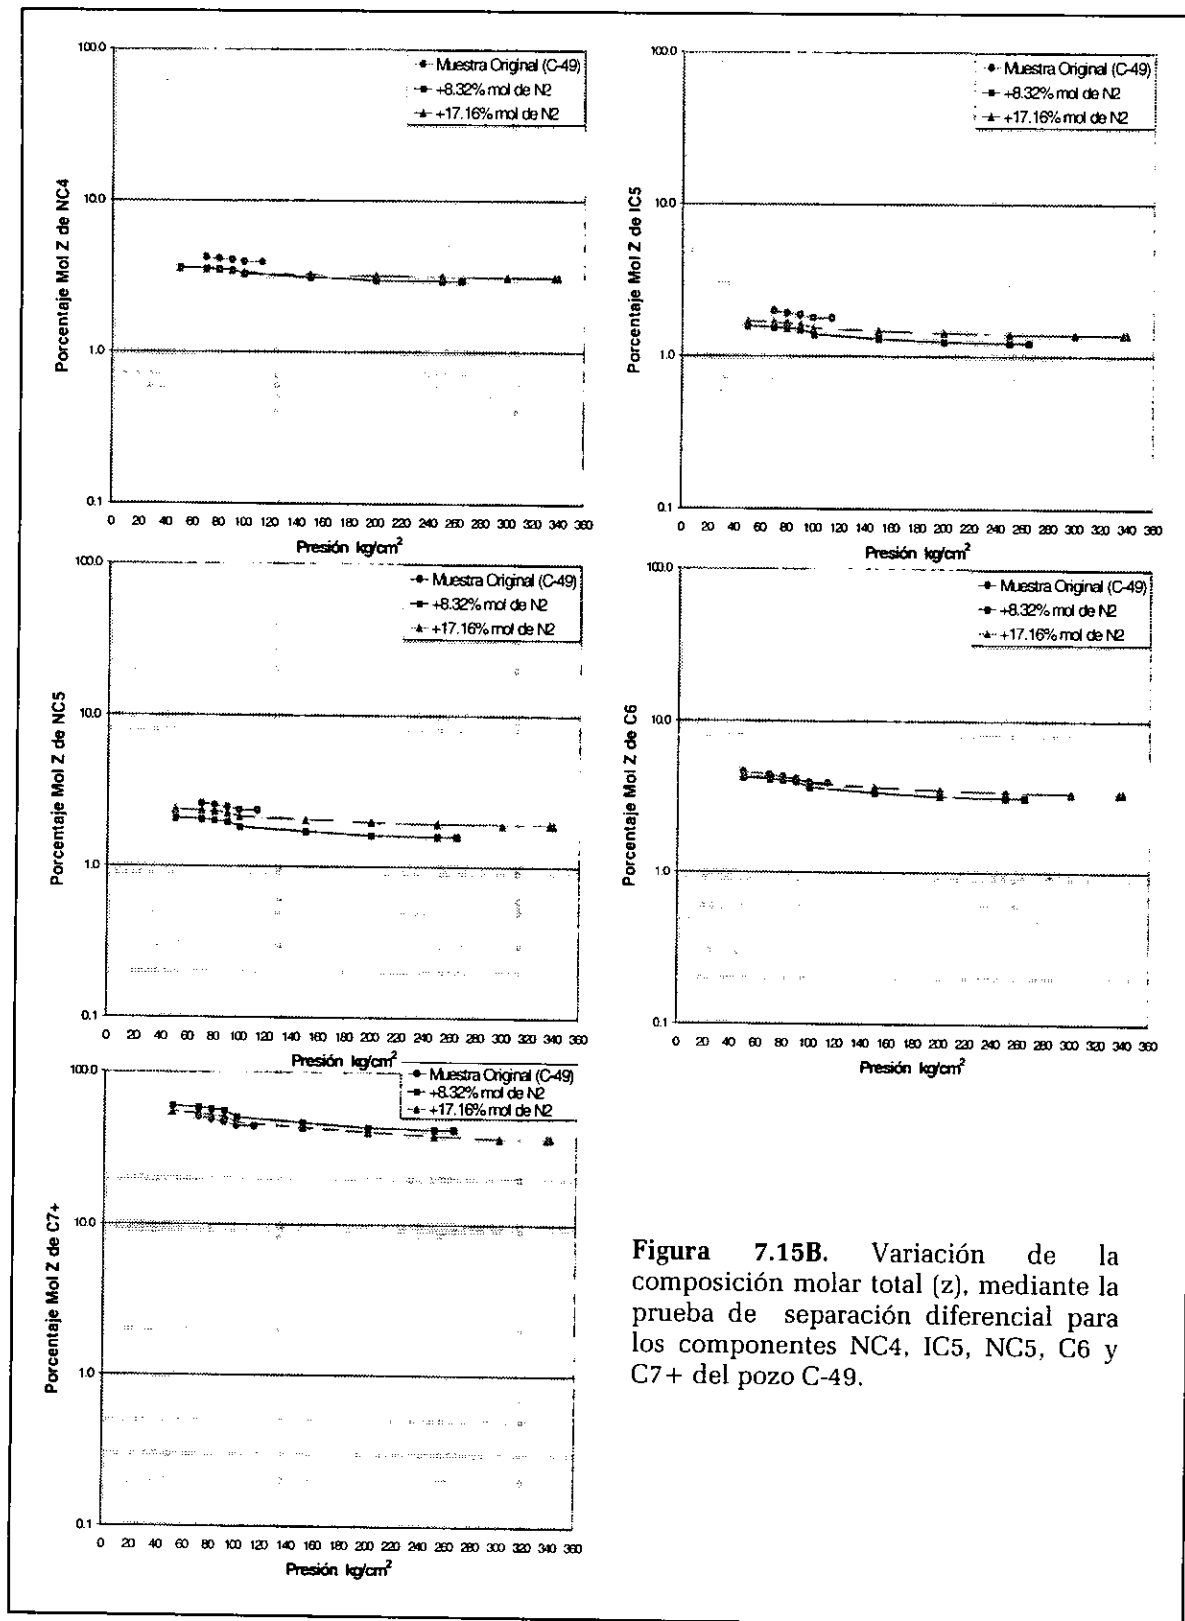 100.0
10.0
1.0
0.1
Porcentaje Mol Z de NC4
Muestra Original (C-49)
+8.32% mol de N2
+17.16% mol de N2
0 20 40 60 80 100 120 140 160 180 200 220 240 260 280 300 320 340 360
Presión kg/cm²
100.0
10.0
1.0
0.1
Porcentaje Mol Z de IC5
Muestra Original (C-49)
+8.32% mol de N2
+17.16% mol de N2
0 20 40 60 80 100 120 140 160 180 200 220 240 260 280 300 320 340 360
Presión kg/cm²
100.0
10.0
1.0
0.1
Porcentaje Mol Z de NC5
Muestra Original (C-49)
+8.32% mol de N2
+17.16% mol de N2
0 20 40 60 80 100 120 140 160 180 200 220 240 260 280 300 320 340 360
Presión kg/cm²
100.0
10.0
1.0
0.1
Porcentaje Mol Z de C6
Muestra Original (C-49)
+8.32% mol de N2
+17.16% mol de N2
0 20 40 60 80 100 120 140 160 180 200 220 240 260 280 300 320 340 360
Presión kg/cm²
100.0
10.0
1.0
0.1
Porcentaje Mol Z de C7+
Muestra Original (C-49)
+8.32% mol de N2
+17.16% mol de N2
0 20 40 60 80 100 120 140 160 180 200 220 240 260 280 300 320 340 360
Presión kg/cm²
Figura 7.15B. Variación de la
composición molar total (z), mediante la
prueba de separación diferencial para
los componentes NC4, IC5, NC5, C6 y
C7+ del pozo C-49.